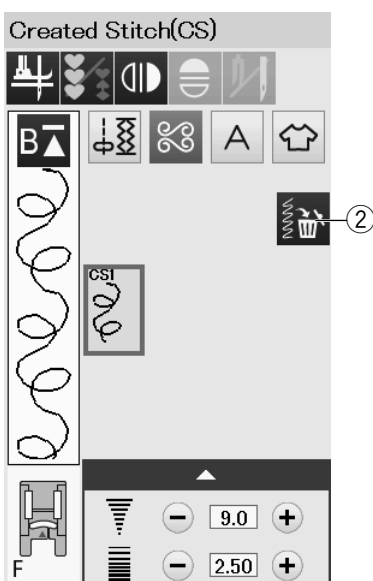 Created Stitch(CS)
B
A
②
CS1
9.0
F
2.50